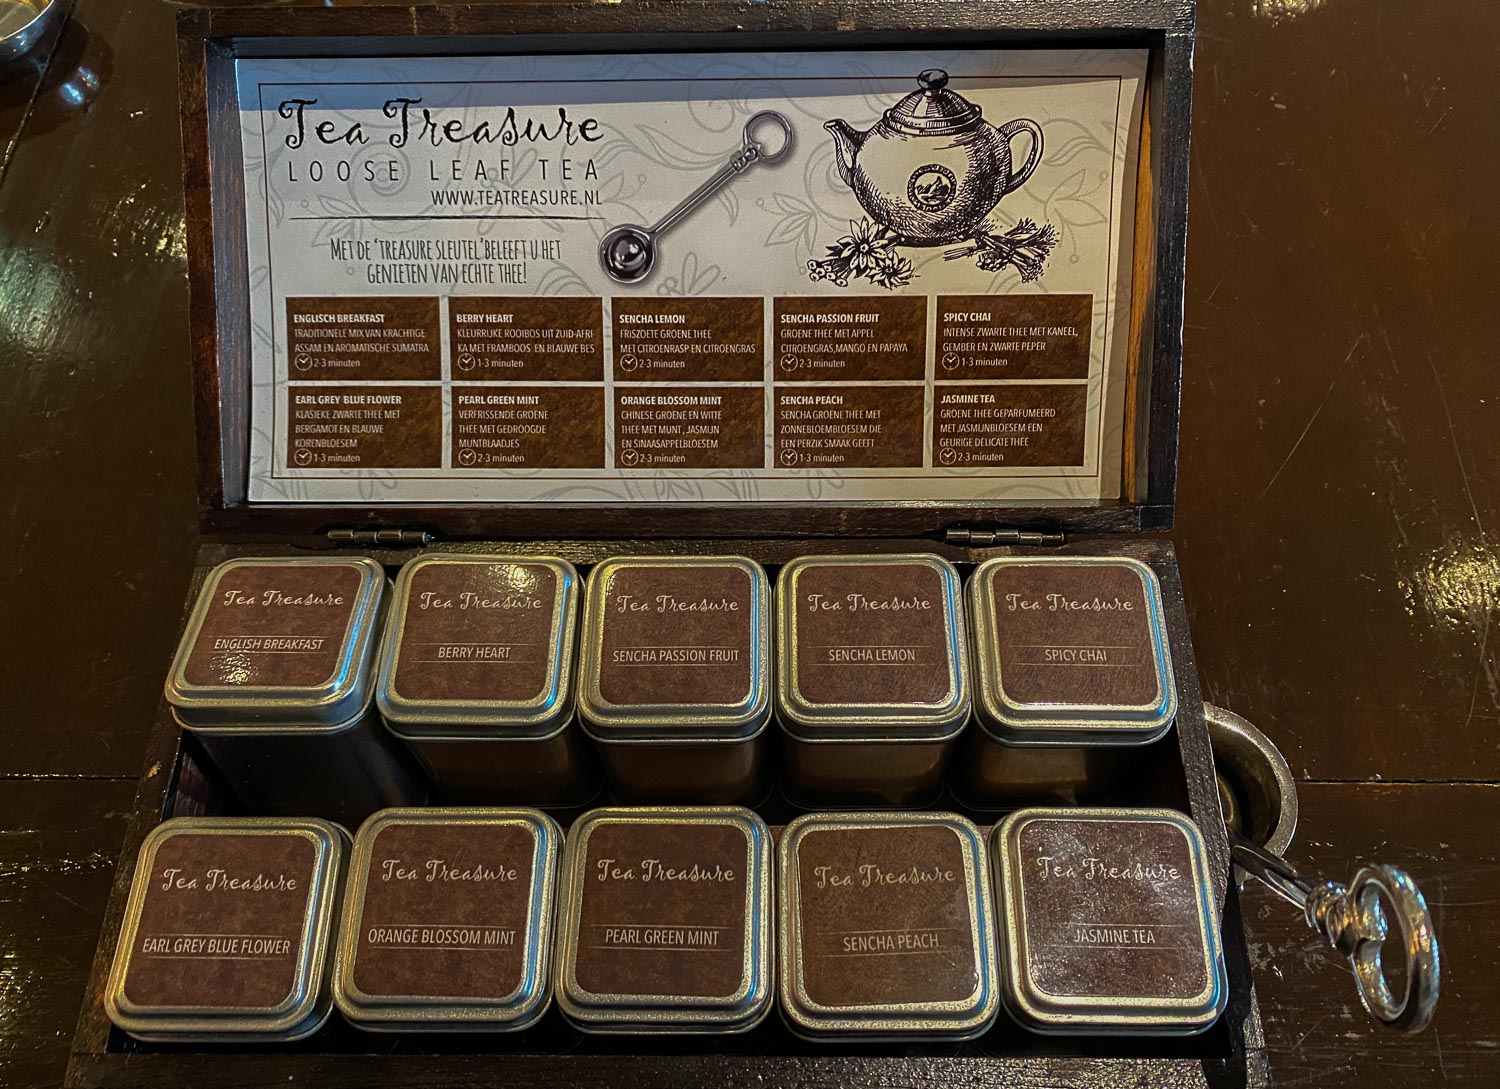 Tea Treasure
LOOSE LEAF TEA
WWW.TEATREASURE.NL
MET DE 'TREASURE SLEUTEL' BELEEFT U HET
GENIETEN VAN ECHTE THEE!
ENGLISCH BREAKFAST
TRADITIONELE MIX VAN KRACHTIGE
ASSAM EN AROMATISCHE SUMATRA
2-3 minuten
BERRY HEART
KLEURRIJKE ROOIBOS UIT ZUID-AFRI
KA MET FRAMBOOS EN BLAUWE BES
1-3 minuten
SENCHA LEMON
FRISZOETE GROENE THEE
MET CITROENRASP EN CITROENGRAS
2-3 minuten
SENCHA PASSION FRUIT
GROENE THEE MET APPEL
CITROENGRAS,MANGO EN PAPAYA
2-3 minuten
SPICY CHAI
INTENSE ZWARTE THEE MET KANEEL,
GEMBER EN ZWARTE PEPER
1-3 minuten
EARL GREY BLUE FLOWER
KLASIEKE ZWARTE THEE MET
BERGAMOT EN BLAUWE
KORENBLOESEM
1-3 minuten
PEARL GREEN MINT
VERFRISSENDE GROENE
THEE MET GEDROOGDE
MUNTBLAADJES
2-3 minuten
ORANGE BLOSSOM MINT
CHINESE GROENE EN WITTE
THEE MET MUNT, JASMIJN
EN SINAASAPPELBLOESEM
2-3 minuten
SENCHA PEACH
SENCHA GROENE THEE MET
ZONNEBLOEMBLOESEM DIE
EEN PERZIK SMAAK GEEFT
1-3 minuten
JASMINE TEA
GROENE THEE GEPARFUMEERD
MET JASMIJNBLOESEM EEN
GEURIGE DELICATE THEE
2-3 minuten
Tea Treasure
ENGLISH BREAKFAST
Tea Treasure
BERRY HEART
Tea Treasure
SENCHA PASSION FRUIT
Tea Treasure
SENCHA LEMON
Tea Treasure
SPICY CHAI
Tea Treasure
EARL GREY BLUE FLOWER
Tea Treasure
ORANGE BLOSSOM MINT
Tea Treasure
PEARL GREEN MINT
Tea Treasure
SENCHA PEACH
Tea Treasure
JASMINE TEA